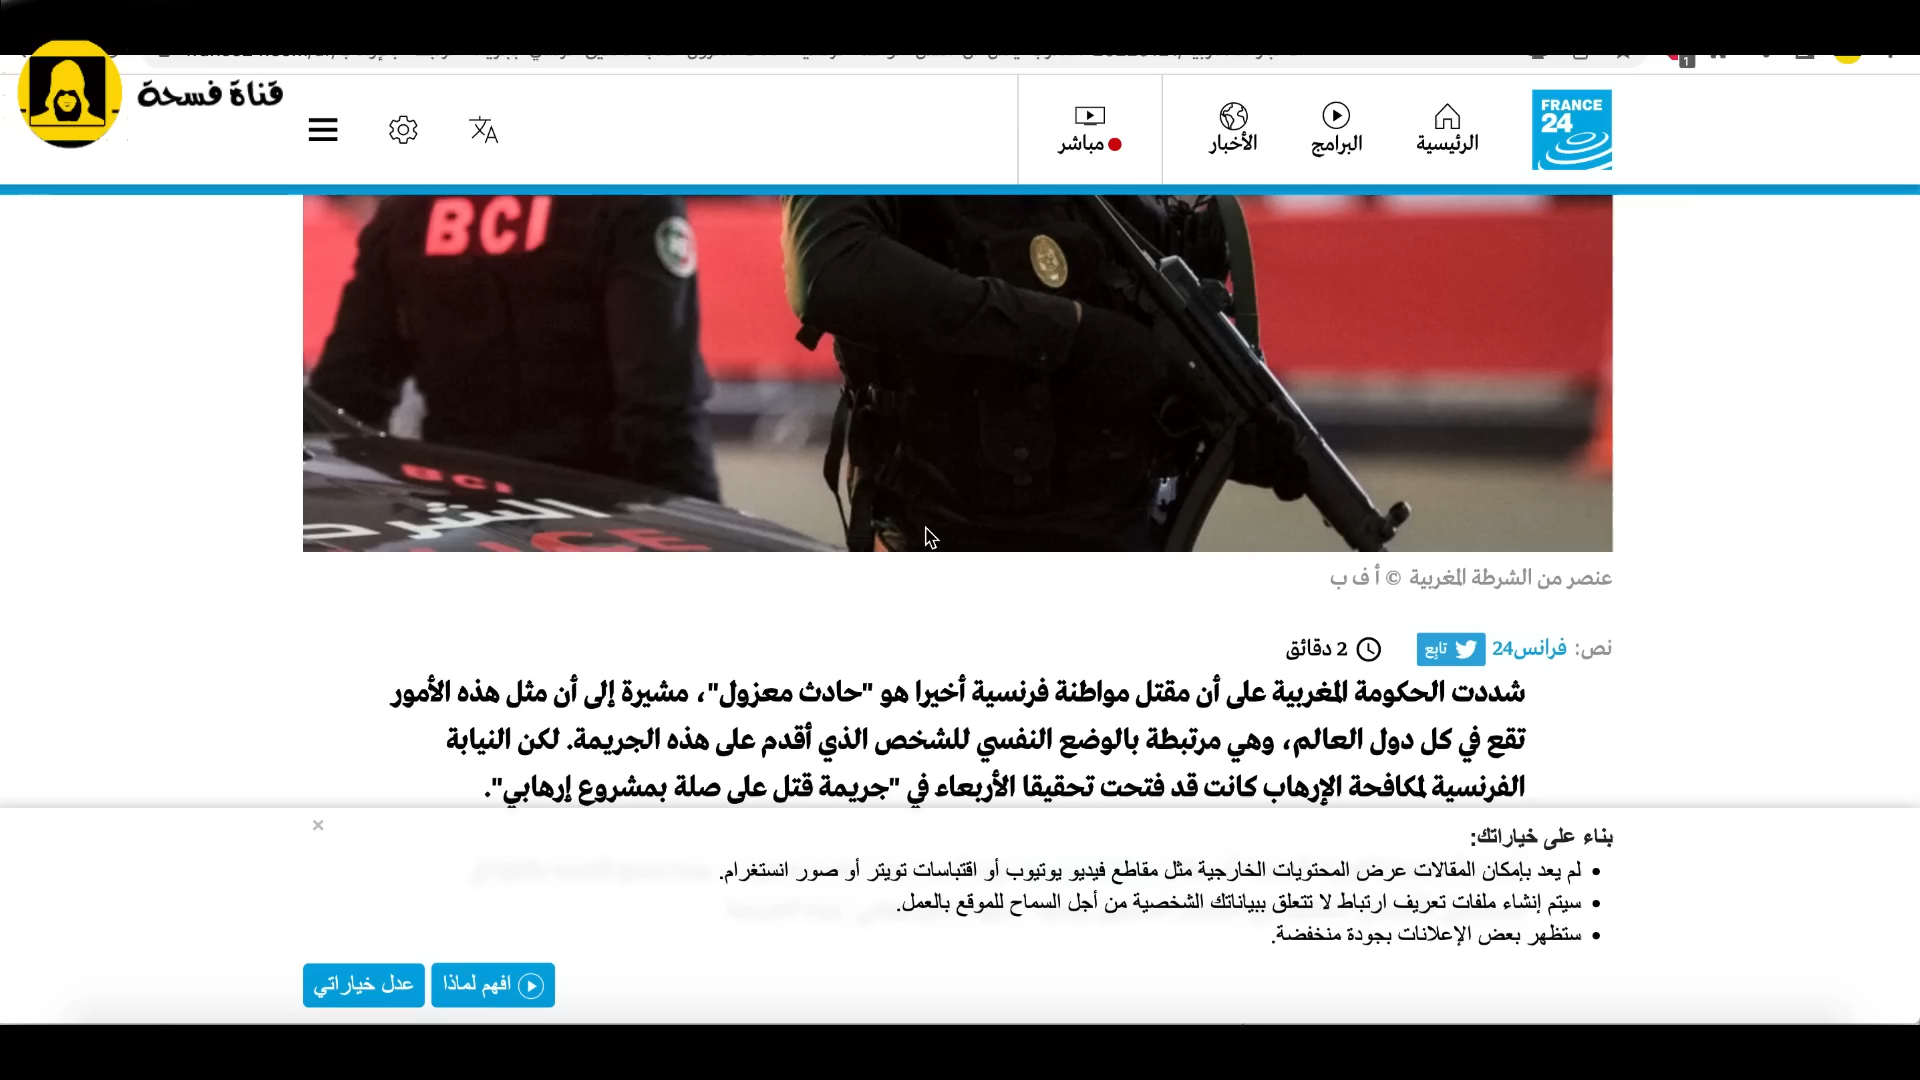 قناة فسحة
FRANCE
24
الرئيسية
البرامج
الأخبار
مباشر
1
BCI
BCI
عنصر من الشرطة المغربية © أ ف ب
نص: فرانس24 تابع 2 دقائق
شددت الحكومة المغربية على أن مقتل مواطنة فرنسية أخيرا هو "حادث معزول"، مشيرة إلى أن مثل هذه الأمور
تقع في كل دول العالم، وهي مرتبطة بالوضع النفسي للشخص الذي أقدم على هذه الجريمة. لكن النيابة
الفرنسية لمكافحة الإرهاب كانت قد فتحت تحقيقا الأربعاء في "جريمة قتل على صلة بمشروع إرهابي".
×
بناء على خياراتك:
• لم يعد بإمكان المقالات عرض المحتويات الخارجية مثل مقاطع فيديو يوتيوب أو اقتباسات تويتر أو صور انستغرام.
• سيتم إنشاء ملفات تعريف ارتباط لا تتعلق ببياناتك الشخصية من أجل السماح للموقع بالعمل.
• ستظهر بعض الإعلانات بجودة منخفضة.
افهم لماذا
عدل خياراتي